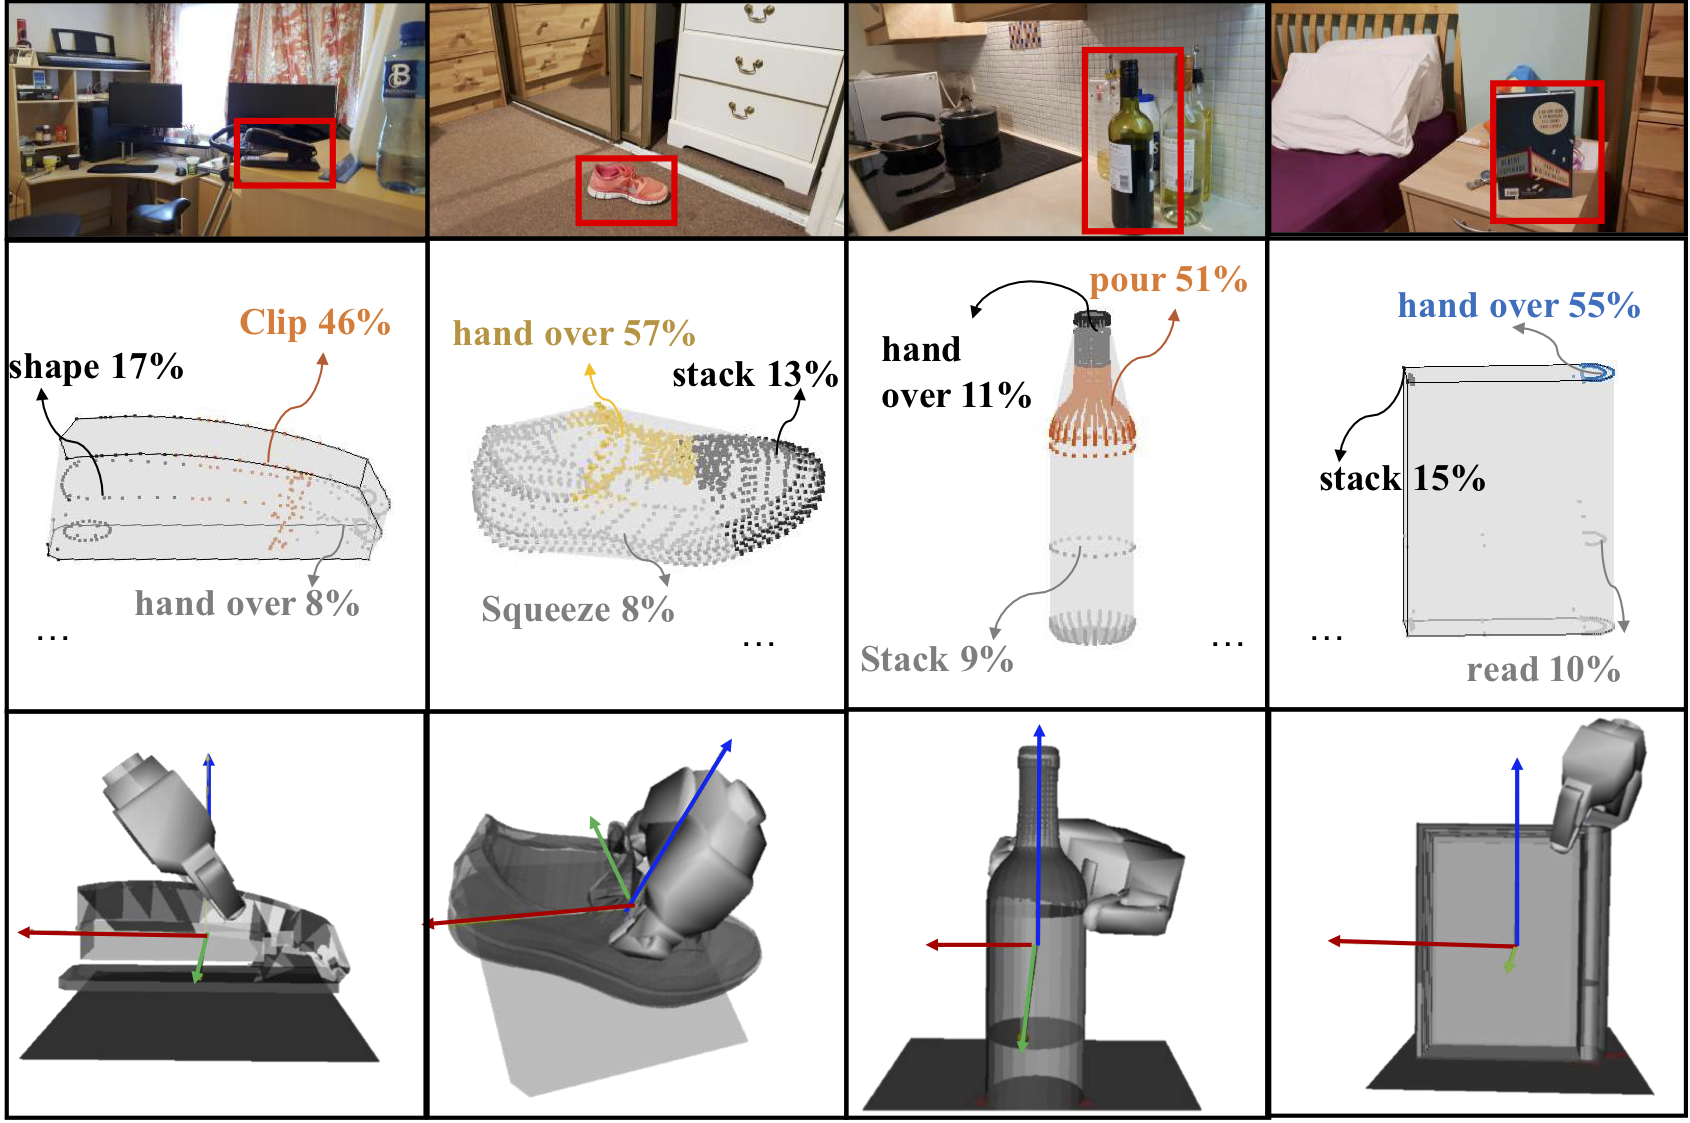 B
Clip 46%
shape 17%
hand over 8%
...
hand over 57%
stack 13%
Squeeze 8%
...
pour 51%
hand
over 11%
Stack 9%
...
hand over 55%
stack 15%
read 10%
...